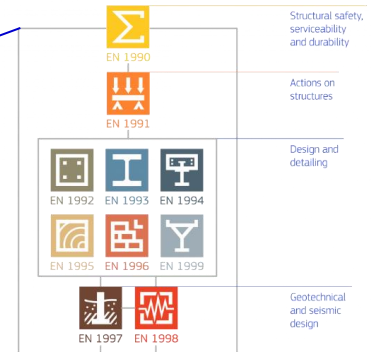 Structural safety,
serviceability
and durability
EN 1990
Actions on
structures
EN 1991
Design and
detailing
EN 1992 EN 1993 EN 1994
EN 1995 EN 1996 EN 1999
Geotechnical
and seismic
design
EN 1997 EN 1998